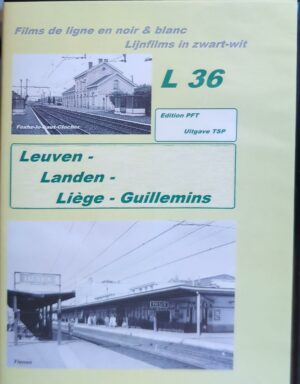 Films de ligne en noir & blanc
Lijnfilms in zwart-wit
L 36
Fexhe-le-Haut-Clocher
Edition PFT
Uitgave TSP
Leuven -
Landen -
Liège - Guillemins